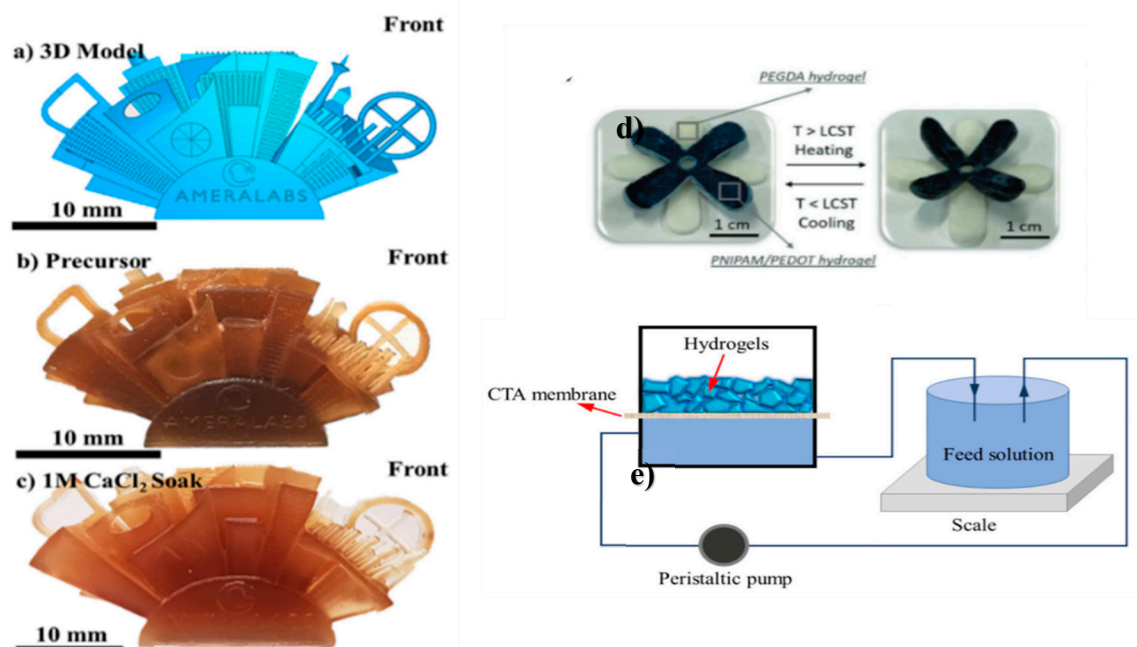 Front
a) 3D Model
AMERALABS
10 mm
b) Precursor
Front
AMERALABS
10 mm
c) 1M CaCl₂ Soak
Front
AMERALABS
10 mm
PEGDA hydrogel
d)
T > LCST
Heating
T < LCST
Cooling
1 cm
1 cm
PNIPAM/PEDOT hydrogel
Hydrogels
CTA membrane
Feed solution
e)
Scale
Peristaltic pump